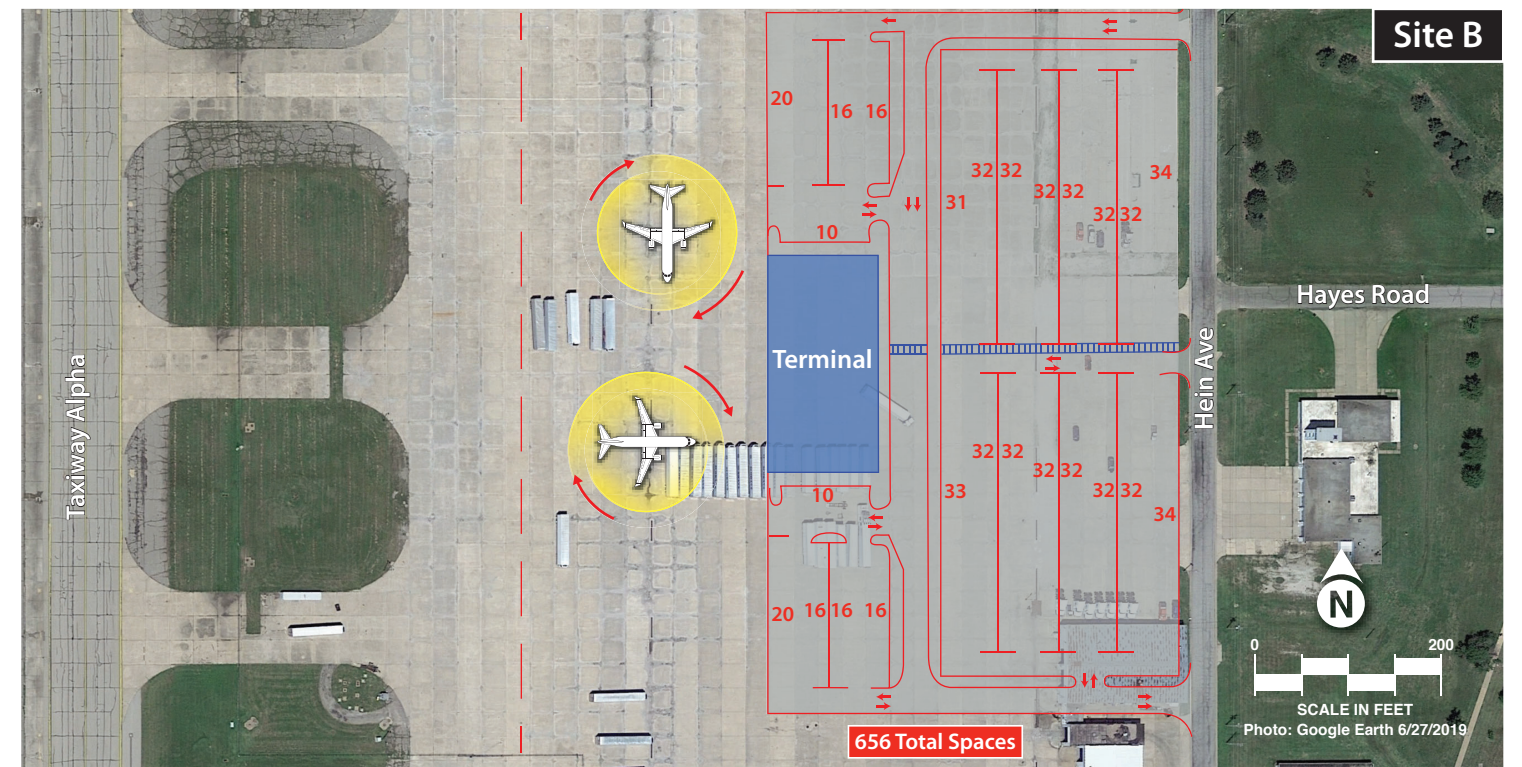 Site B
20
16
16
32 32
32 32
32 32
34
31
10
Hayes Road
Terminal
Hein Ave
Taxiway Alpha
32 32
32 32
32 32
33
34
10
20
16 16
16
N
0
200
SCALE IN FEET
Photo: Google Earth 6/27/2019
656 Total Spaces